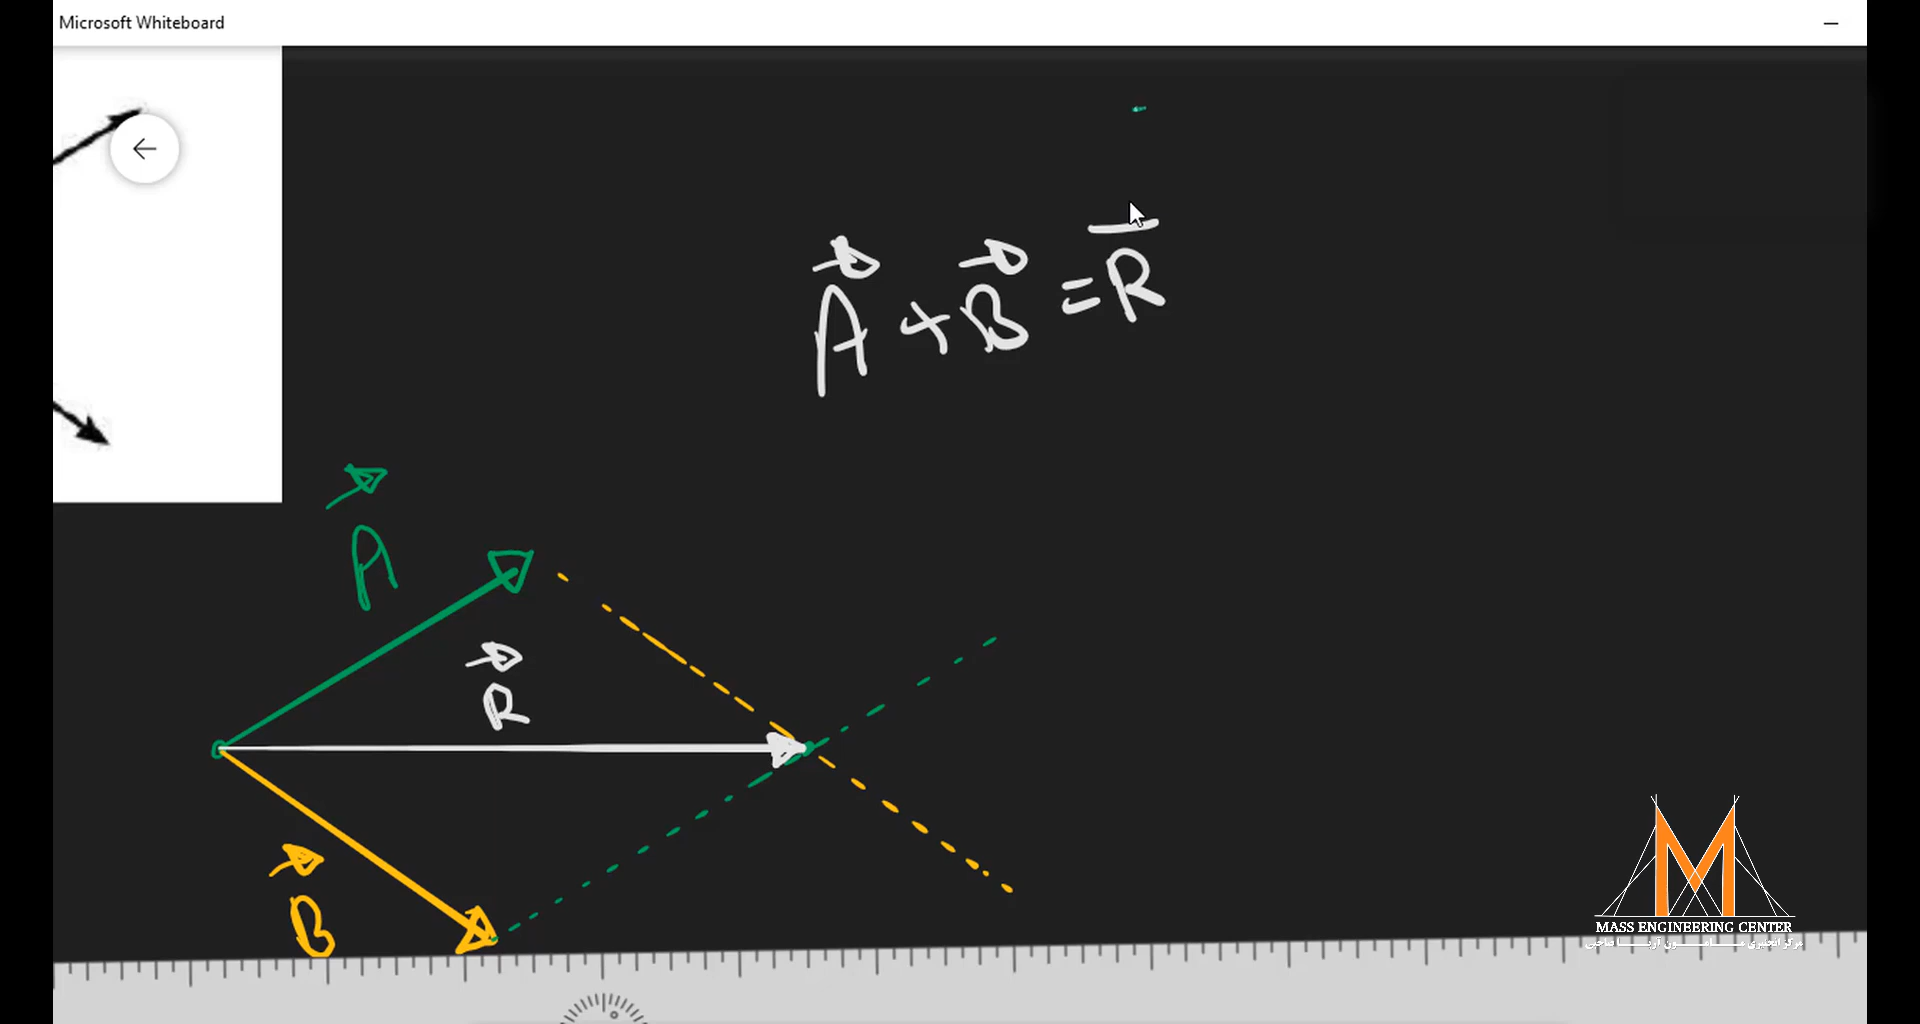 Microsoft Whiteboard
A + B = R
A
R
B
MASS ENGINEERING CENTER